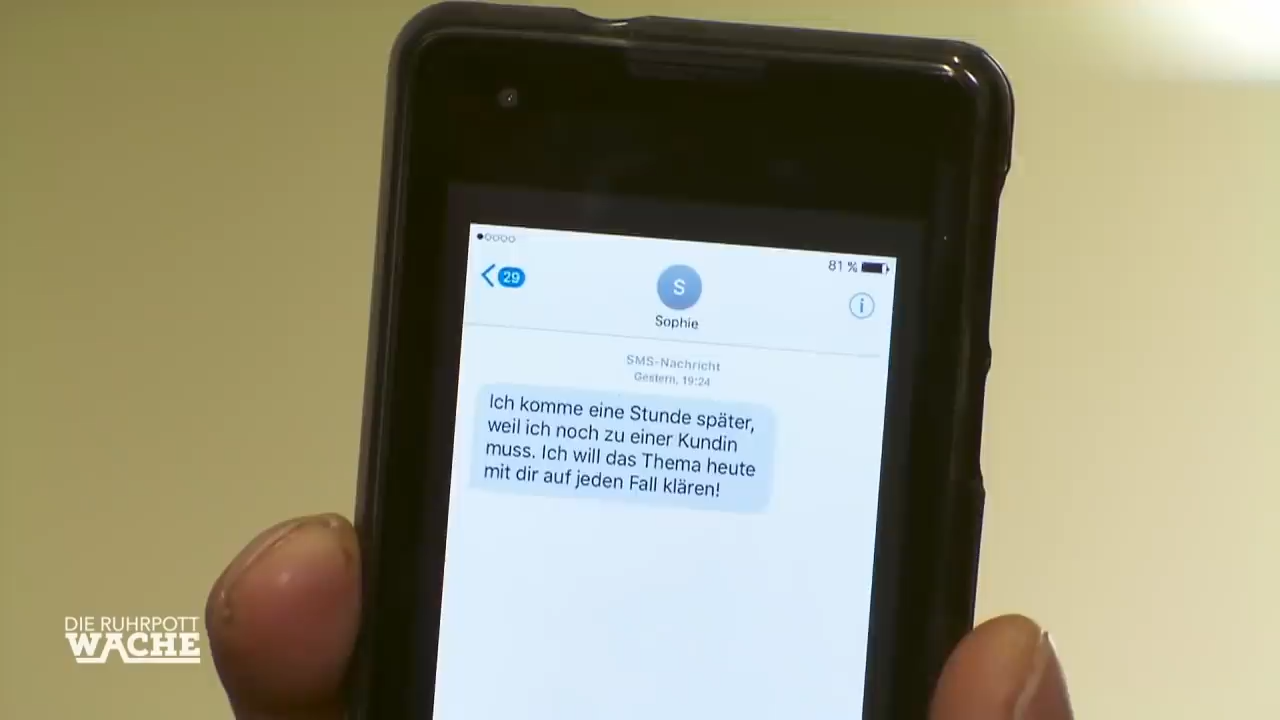 81 %
29
S
Sophie
SMS-Nachricht
Gestern, 19:24
Ich komme eine Stunde später,
weil ich noch zu einer Kundin
muss. Ich will das Thema heute
mit dir auf jeden Fall klären!
DIE RUHRPOTT
WACHE